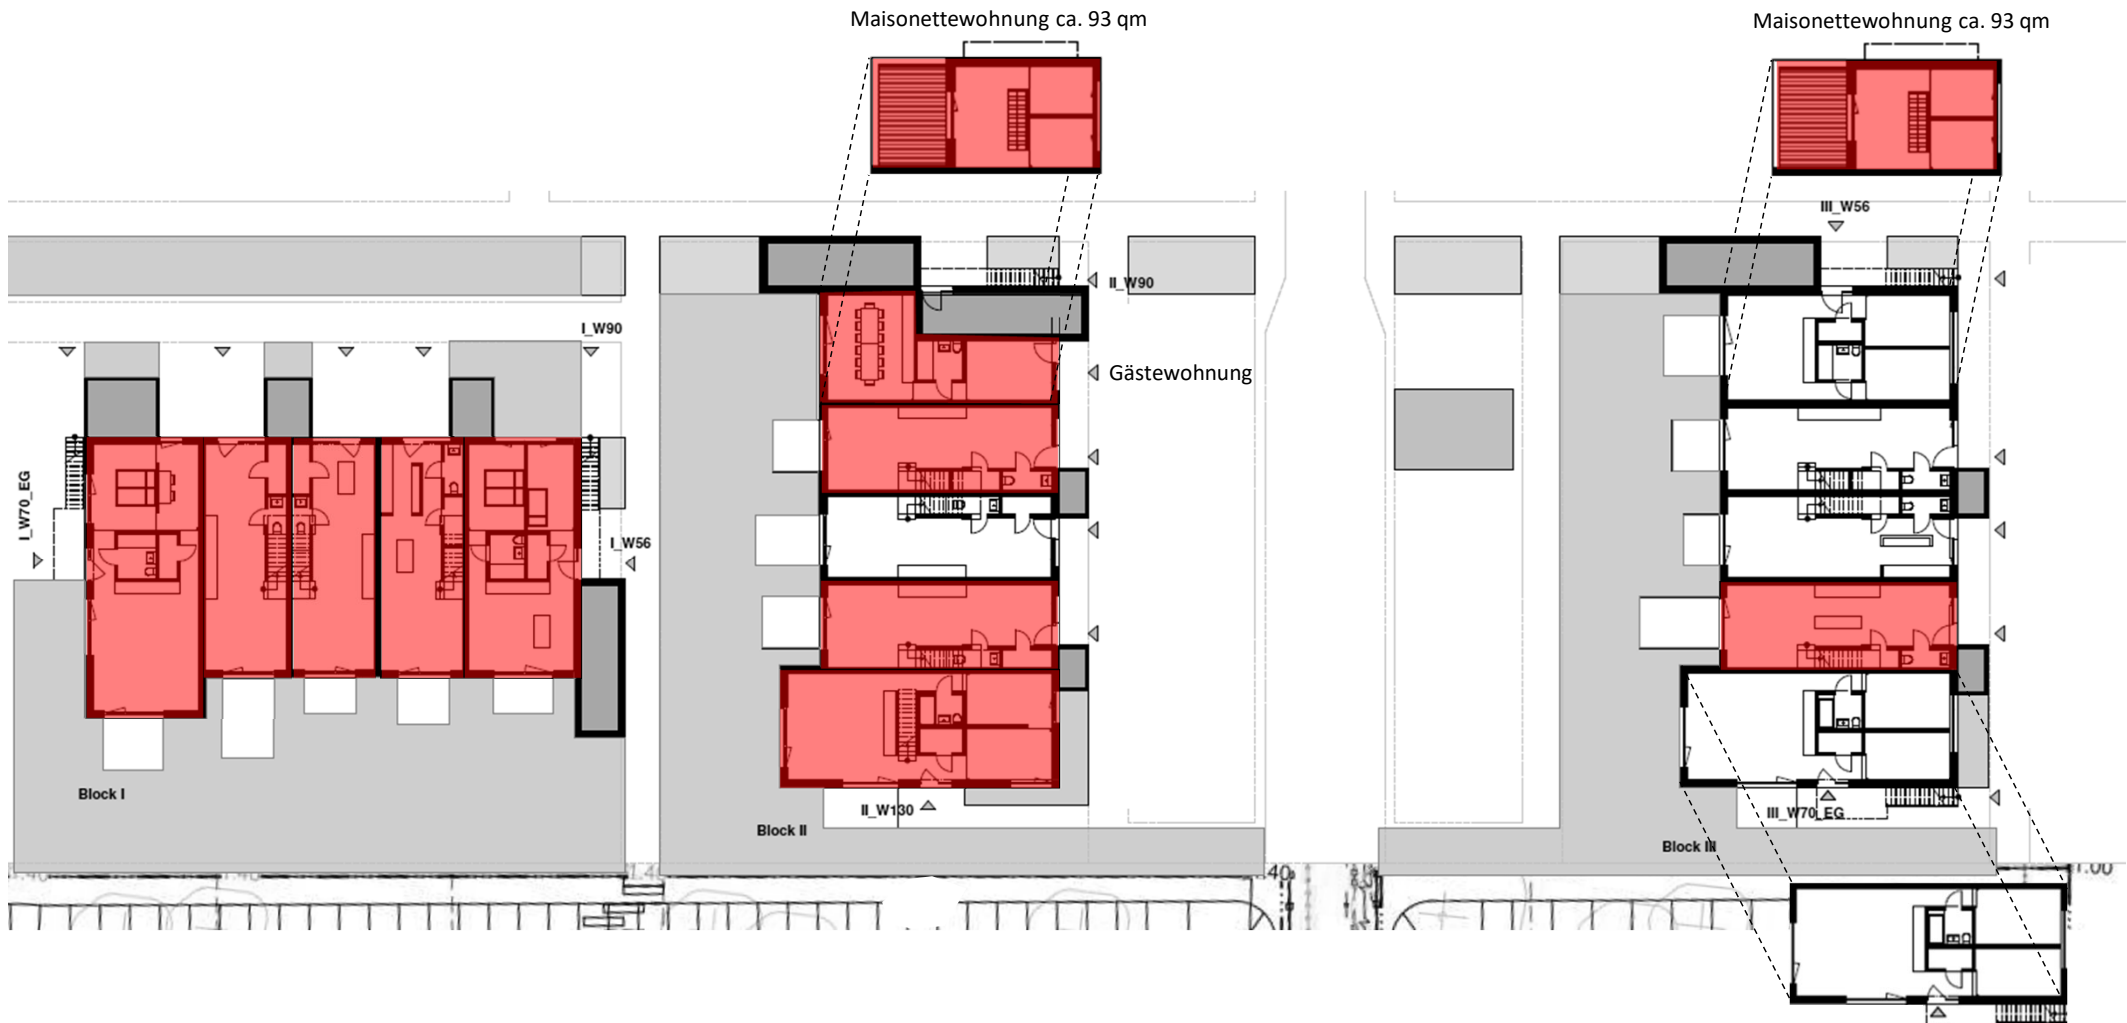 Maisonettewohnung ca. 93 qm
Maisonettewohnung ca. 93 qm
III_W56
II_W90
I_W90
Gästewohnung
I_W70_EG
I_W56
Block I
II_W130
Block II
III_W70_EG
Block III